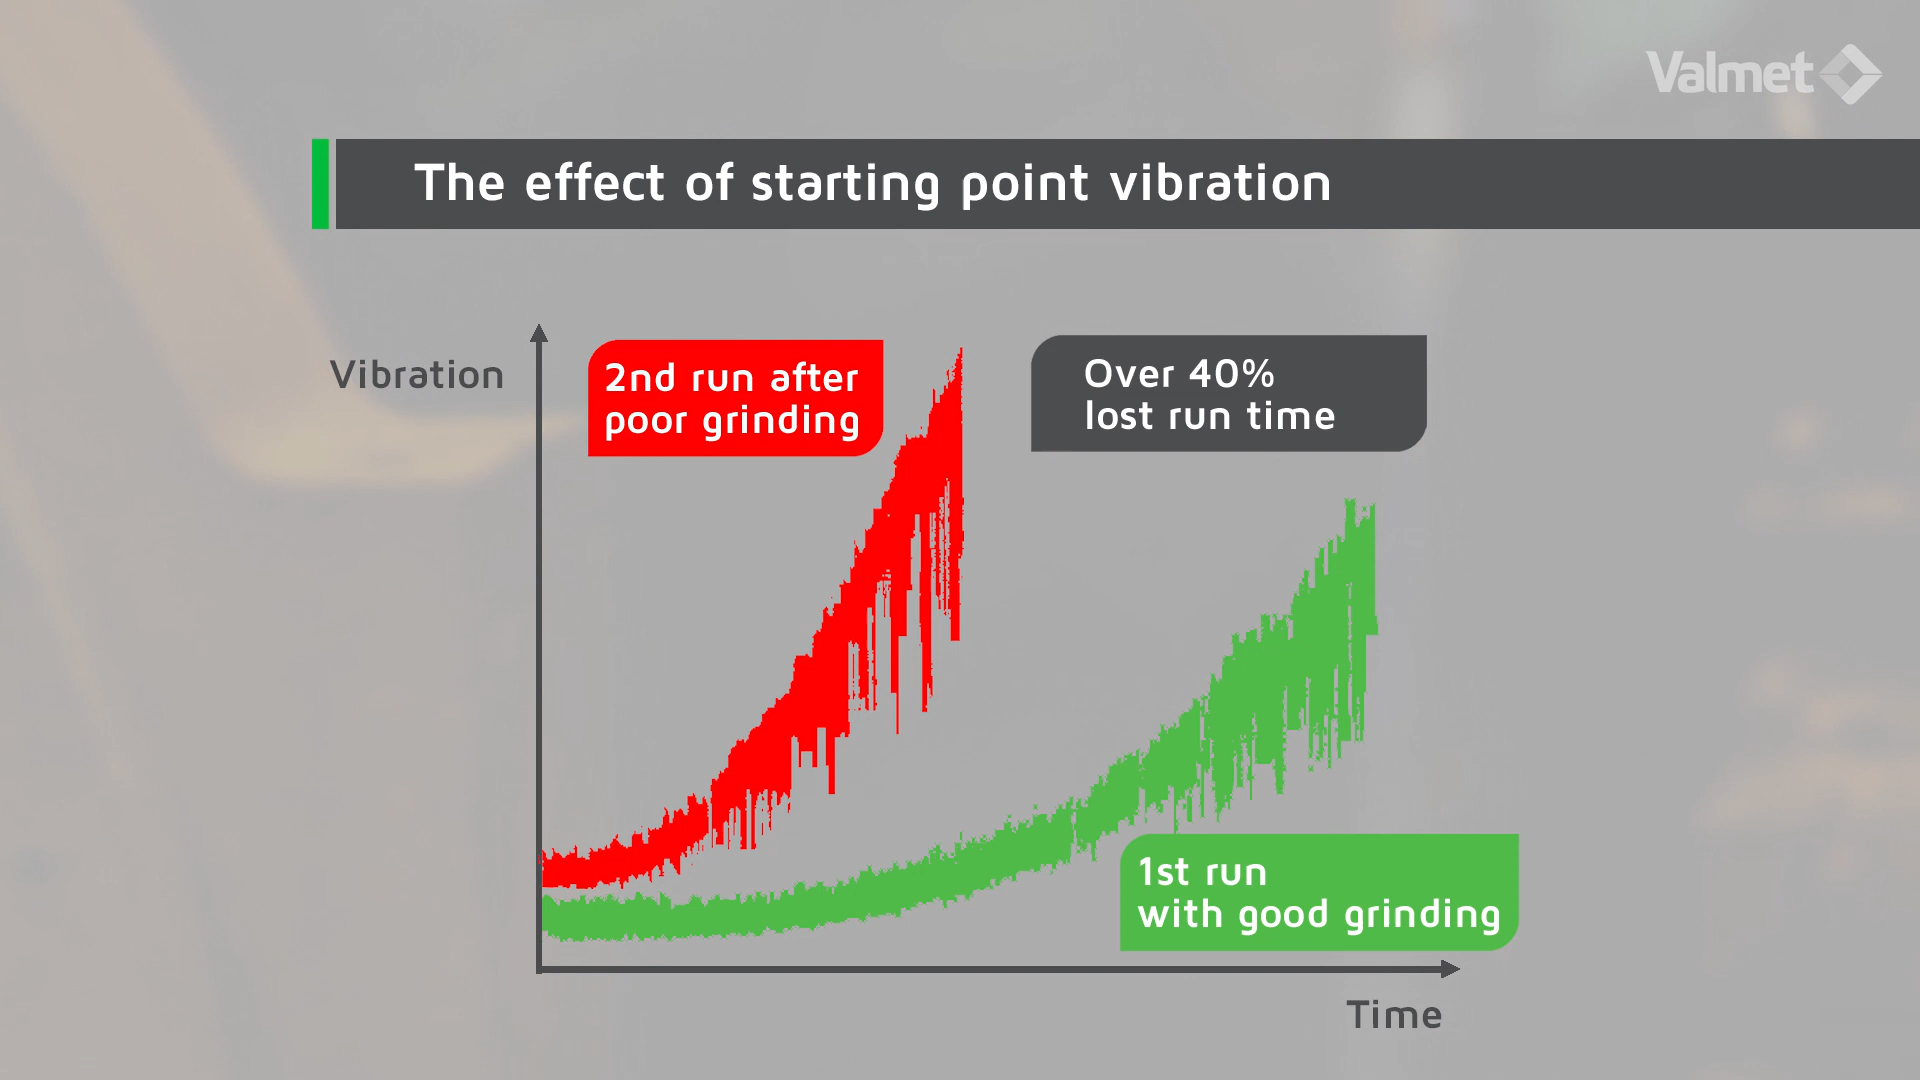 Valmet
The effect of starting point vibration
Vibration
2nd run after
poor grinding
Over 40%
lost run time
1st run
with good grinding
Time